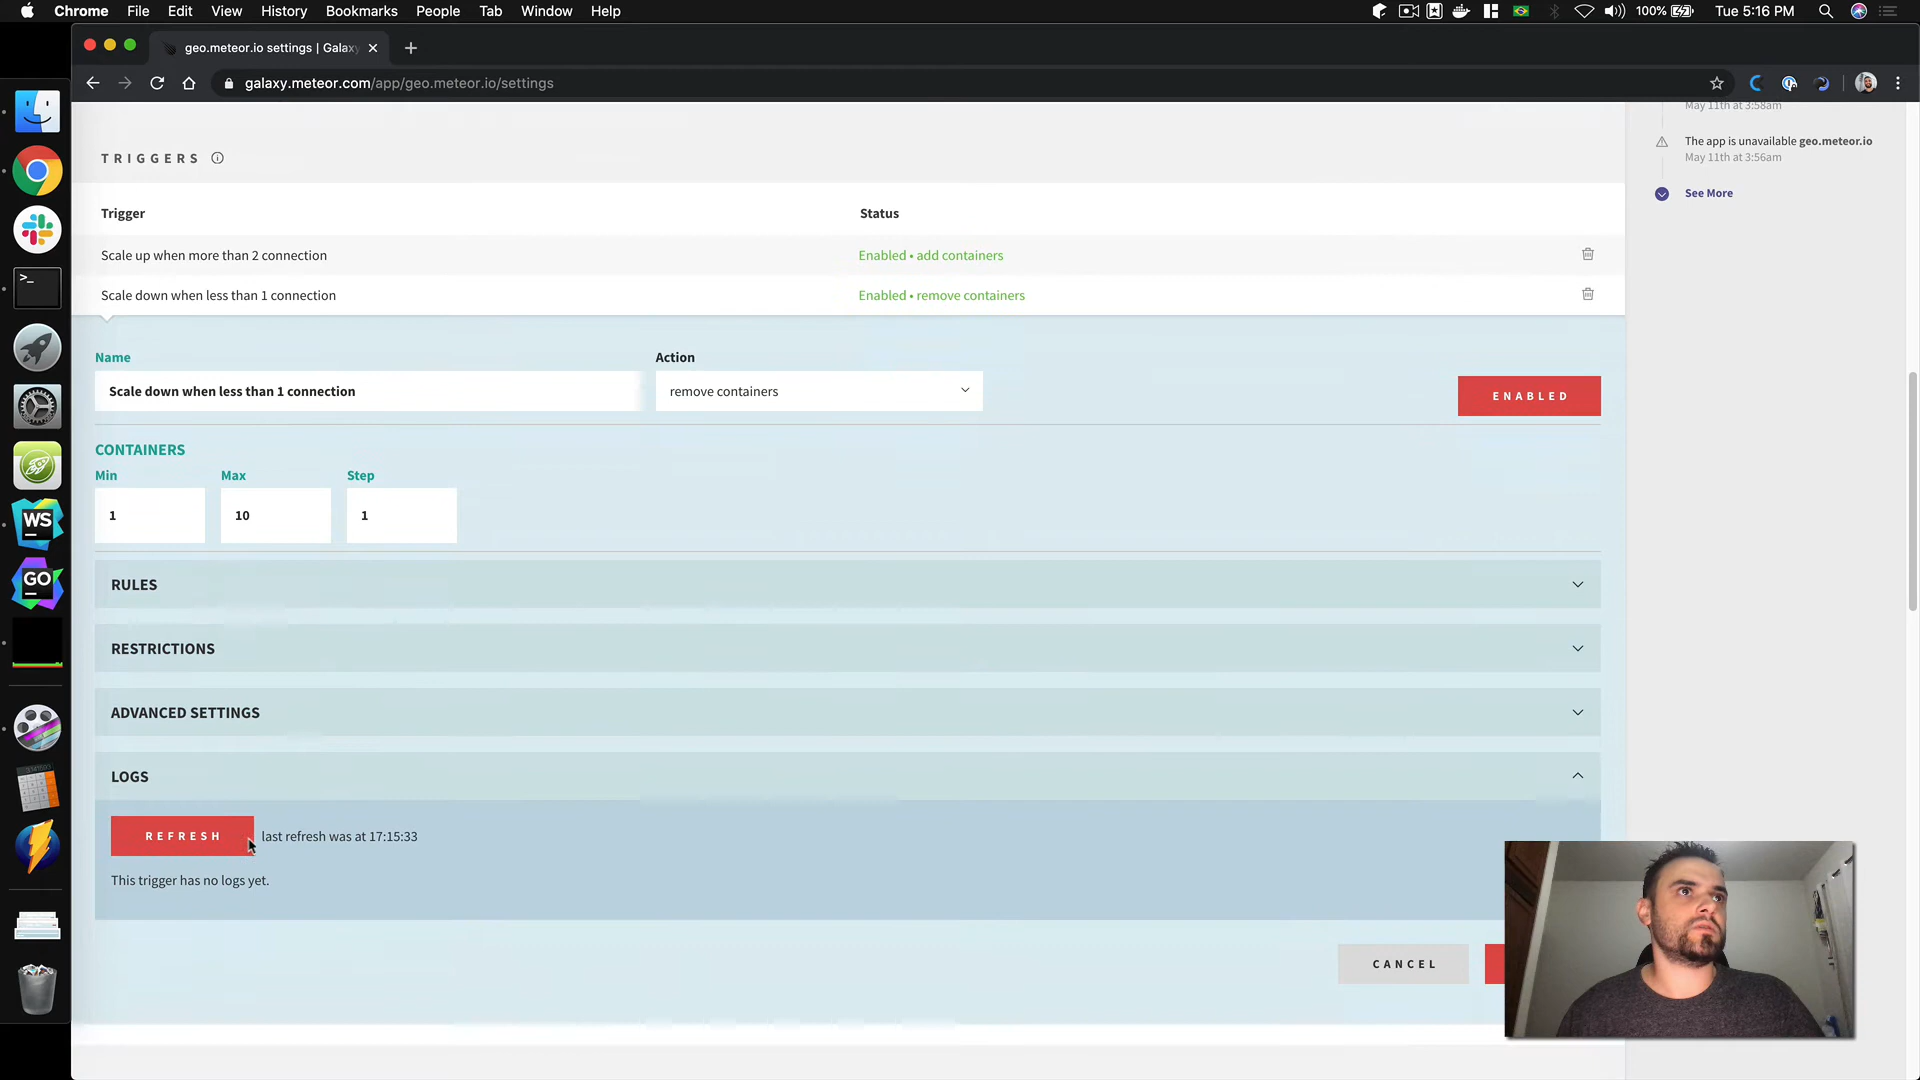 Chrome File Edit View History Bookmarks People Tab Window Help
100% Tue 5:16 PM
geo.meteor.io settings | Galaxy
galaxy.meteor.com/app/geo.meteor.io/settings
May 11th at 3:58am
The app is unavailable geo.meteor.io
May 11th at 3:56am
See More
TRIGGERS
Trigger Status
Scale up when more than 2 connection Enabled • add containers
Scale down when less than 1 connection Enabled • remove containers
Name Action
Scale down when less than 1 connection remove containers
ENABLED
CONTAINERS
Min Max Step
1 10 1
RULES
RESTRICTIONS
ADVANCED SETTINGS
LOGS
REFRESH last refresh was at 17:15:33
This trigger has no logs yet.
CANCEL
WS
GO